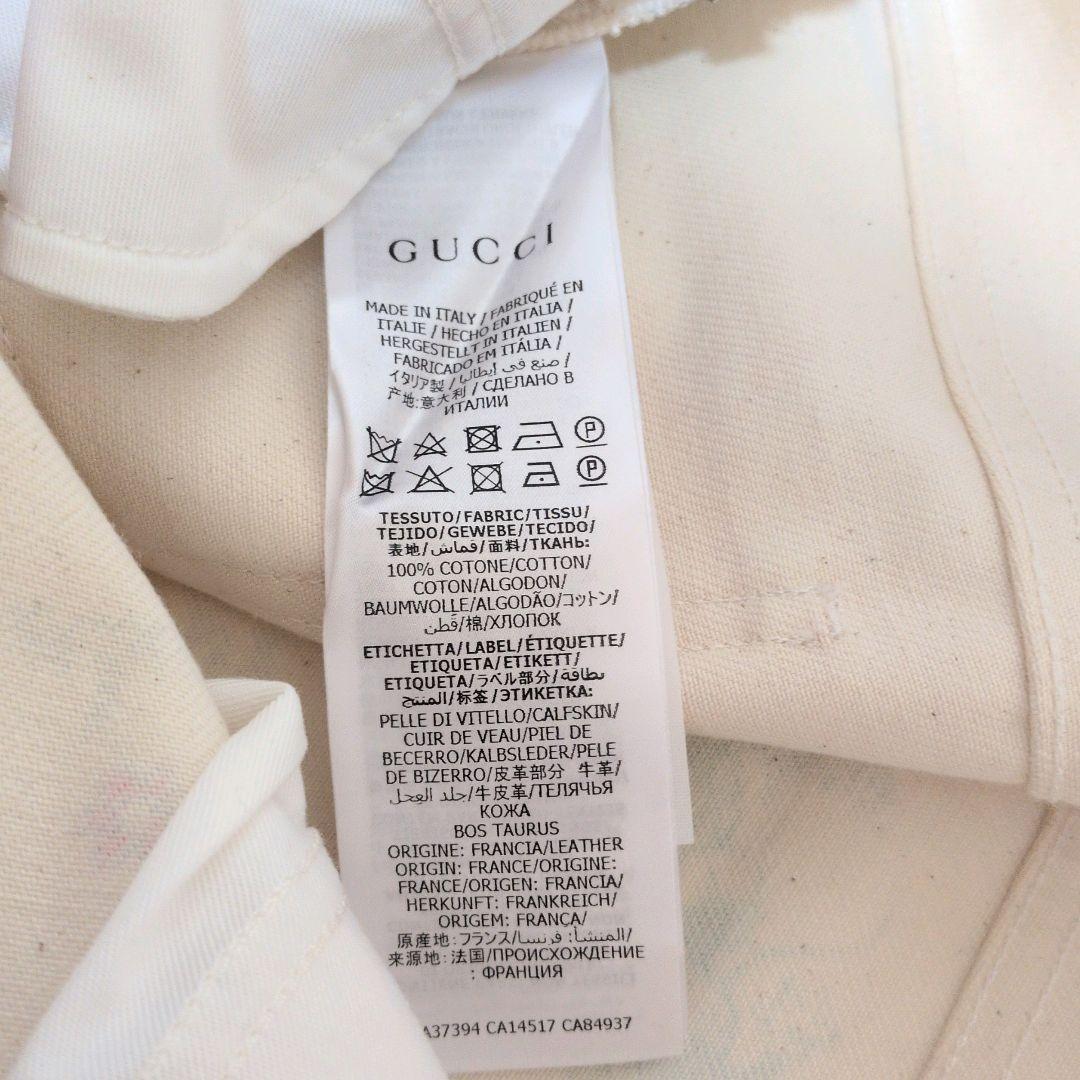 GUCCI
MADE IN ITALY / FABRIQUÉ EN
ITALIE / HECHO EN ITALIA /
HERGESTELLT IN ITALIEN /
FABRICADO EM ITÁLIA /
イタリア製 / صنع في إيطاليا /
产地:意大利 / СДЕЛАНО В
ИТАЛИИ
P
P
TESSUTO/FABRIC/TISSU/
TEJIDO/GEWEBE/TECIDO/
表地/قماش/面料/ТКАНЬ:
100% COTONE/COTTON/
COTON/ALGODON/
BAUMWOLLE/ALGODÃO/コットン/
قطن/棉/ХЛОПОК
ETICHETTA/LABEL/ÉTIQUETTE/
ETIQUETA/ETIKETT/
ETIQUETA/ラベル部分/بطاقة
المنتج/标签/ЭТИКЕТКА:
PELLE DI VITELLO/CALFSKIN/
CUIR DE VEAU/PIEL DE
BECERRO/KALBSLEDER/PELE
DE BIZERRO/皮革部分 牛革/
جلد العجل/牛皮革/ТЕЛЯЧЬЯ
КОЖА
BOS TAURUS
ORIGINE: FRANCIA/LEATHER
ORIGIN: FRANCE/ORIGINE:
FRANCE/ORIGEN: FRANCIA/
HERKUNFT: FRANKREICH/
ORIGEM: FRANÇA/
原産地:フランス/المنشأ: فرنسا/
来源地: 法国/ПРОИСХОЖДЕНИЕ
: ФРАНЦИЯ
A37394 CA14517 CA84937